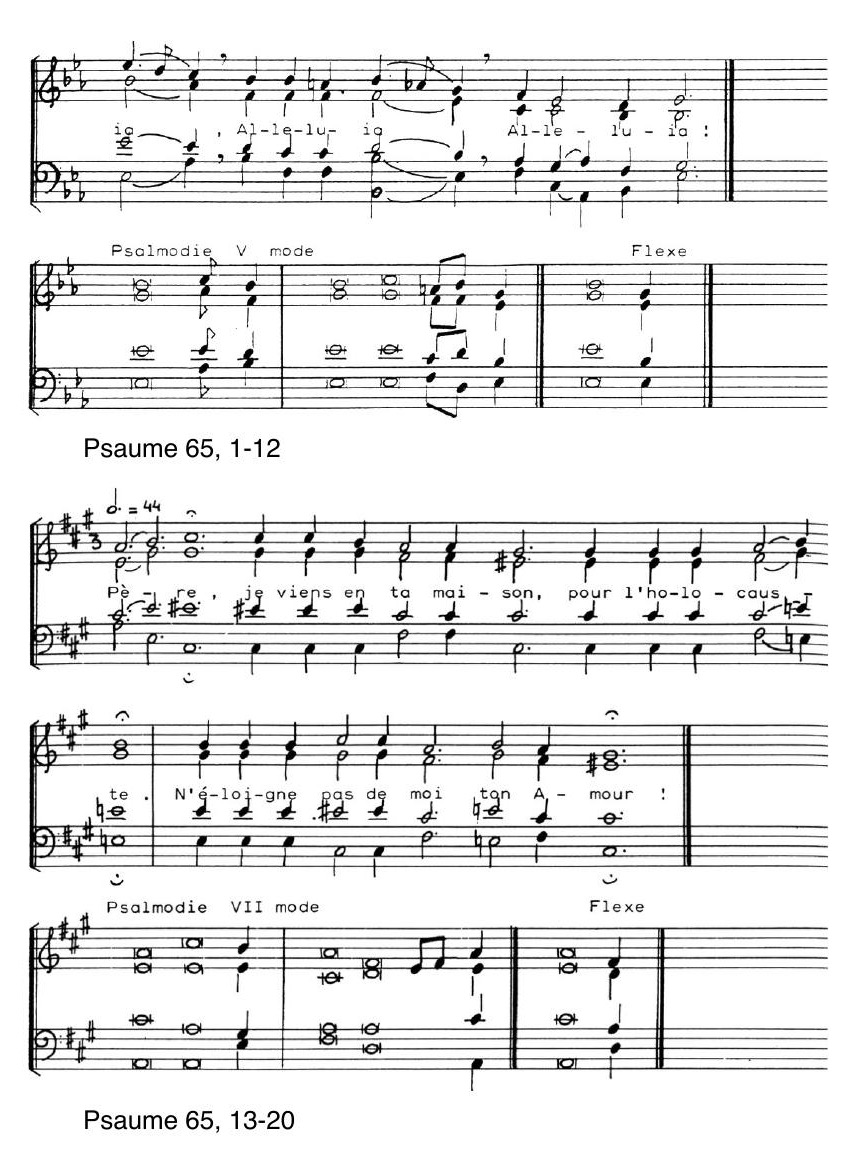 ia , Al-le-lu- ia Al-le - lu - ia !
Psalmodie V mode Flexe
Psaume 65, 1-12
= 44
3
Pè - re , je viens en ta mai - son, pour l'ho-lo - caus -
te . N'é-loi-gne pas de moi ton A - mour !
Psalmodie VII mode Flexe
Psaume 65, 13-20